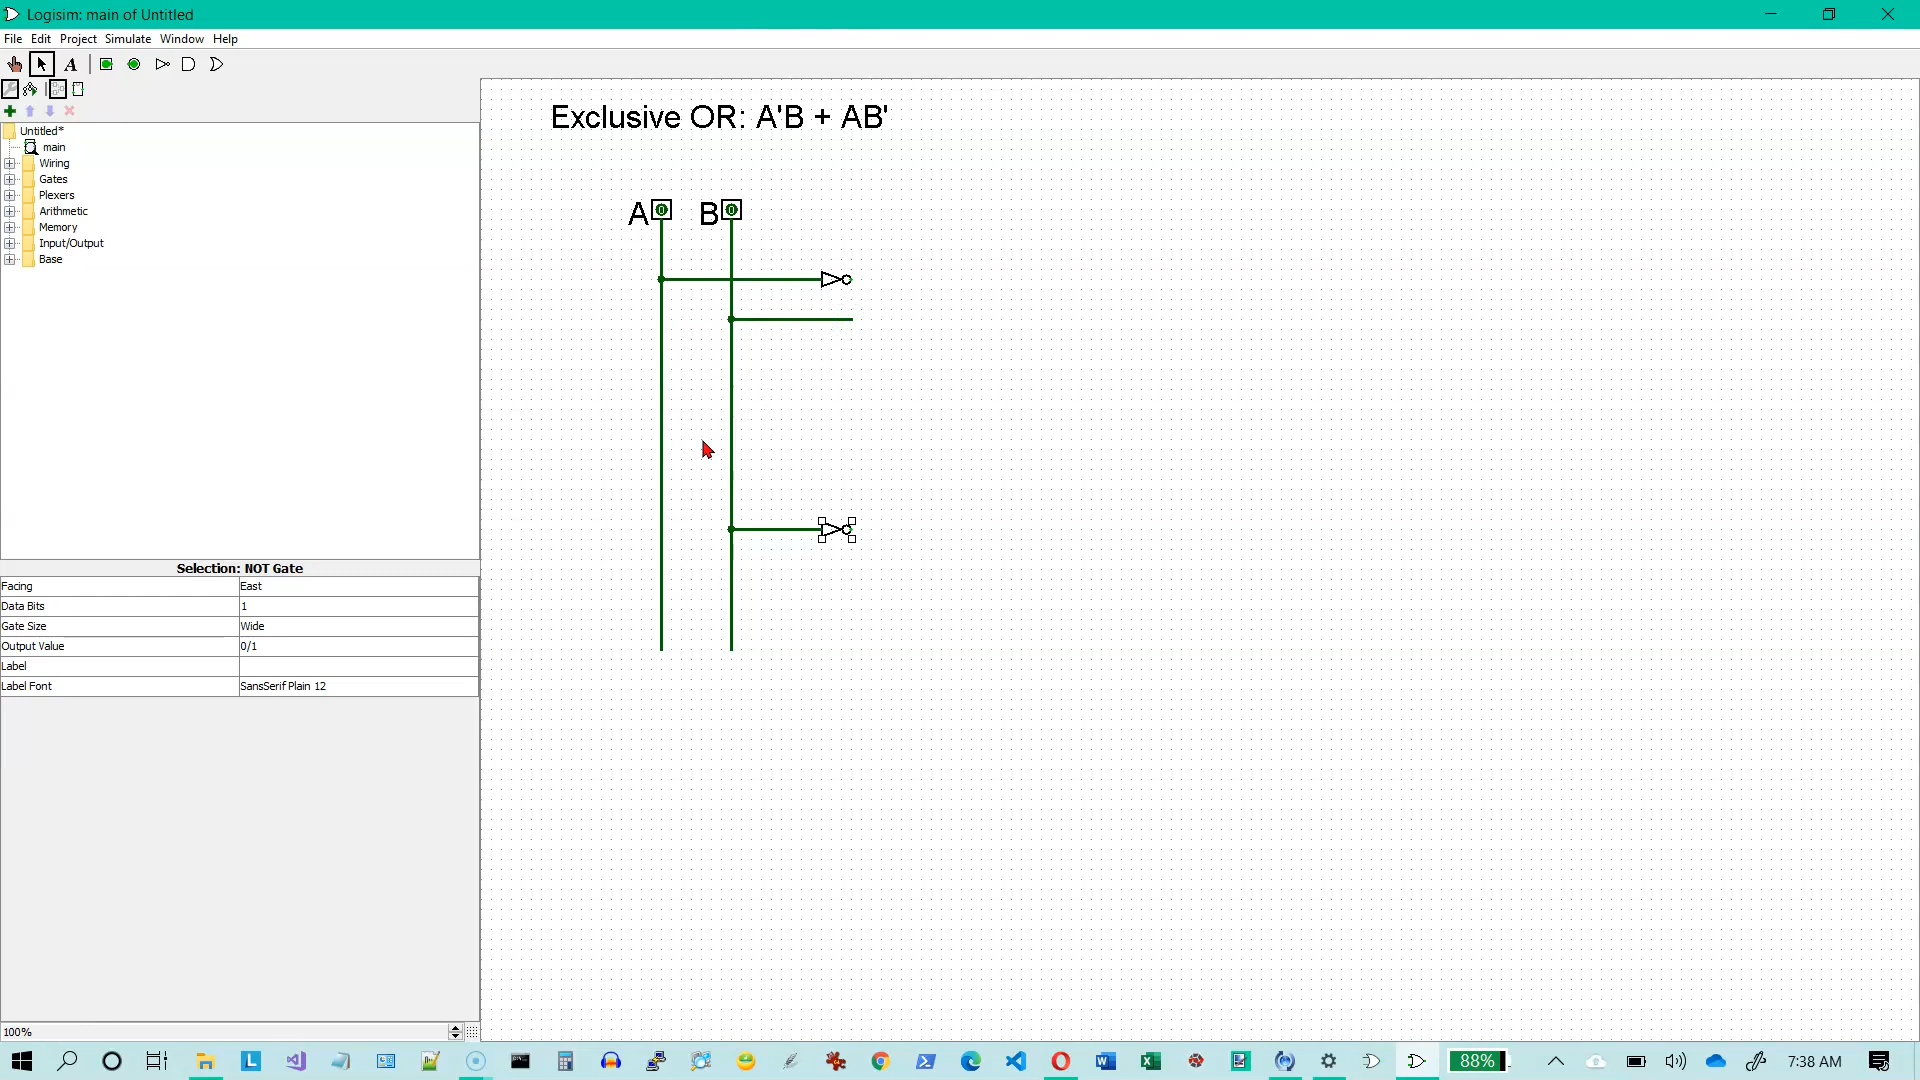 Logisim: main of Untitled
File Edit Project Simulate Window Help
A
Exclusive OR: A'B + AB'
Untitled*
main
Wiring
Gates
Plexers
Arithmetic
Memory
Input/Output
Base
A 0 B 0
Selection: NOT Gate
Facing East
Data Bits 1
Gate Size Wide
Output Value 0/1
Label
Label Font SansSerif Plain 12
100%
L W X 88% 7:38 AM